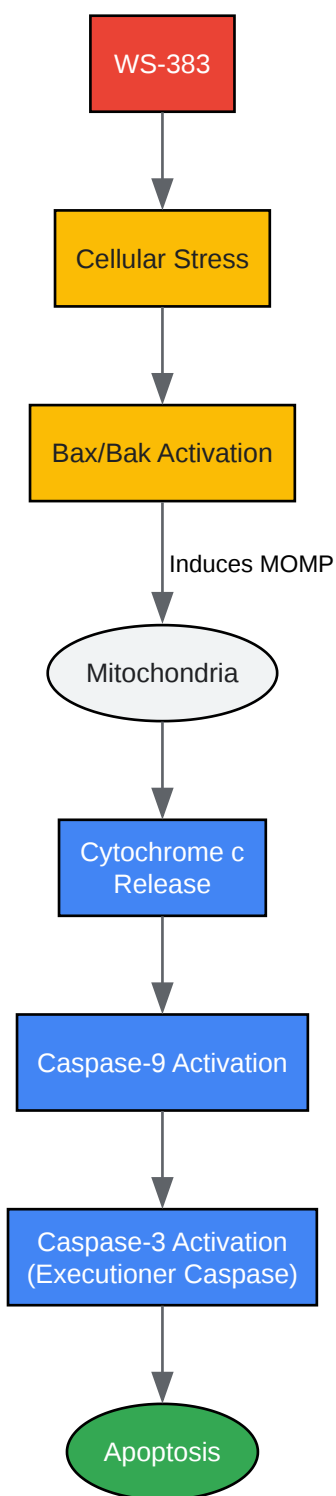 WS-383
Cellular Stress
Bax/Bak Activation
Induces MOMP
Mitochondria
Cytochrome c
Release
Caspase-9 Activation
Caspase-3 Activation
(Executioner Caspase)
Apoptosis